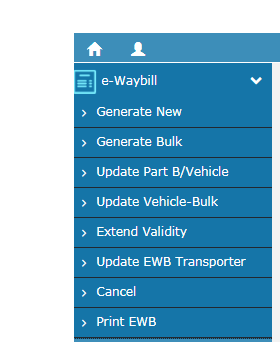 e-Waybill
Generate New
Generate Bulk
Update Part B/Vehicle
Update Vehicle-Bulk
Extend Validity
Update EWB Transporter
Cancel
Print EWB